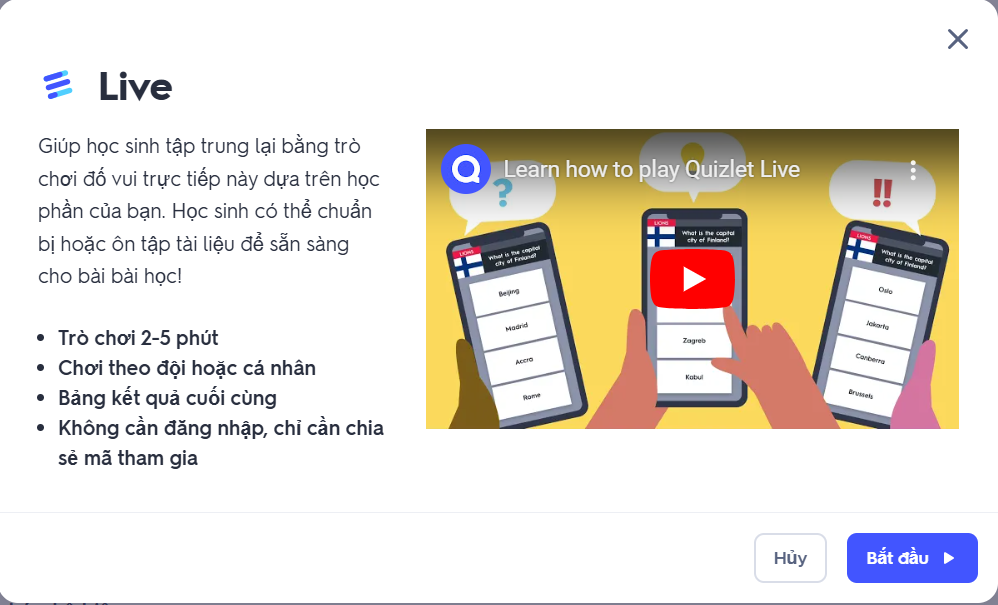 Live
Giúp học sinh tập trung lại bằng trò
chơi đố vui trực tiếp này dựa trên học
phần của bạn. Học sinh có thể chuẩn
bị hoặc ôn tập tài liệu để sẵn sàng
cho bài bài học!
Trò chơi 2-5 phút
Chơi theo đội hoặc cá nhân
Bảng kết quả cuối cùng
Không cần đăng nhập, chỉ cần chia
sẻ mã tham gia
Learn how to play Quizlet Live
?
!!
LIONS
What is the capital
city of Finland?
Beijing
Madrid
Accra
Rome
LIONS
What is the capital
city of Finland?
Zagreb
Kabul
LIONS
What is the capital
city of Finland?
Oslo
Jakarta
Canberra
Brussels
Hủy
Bắt đầu